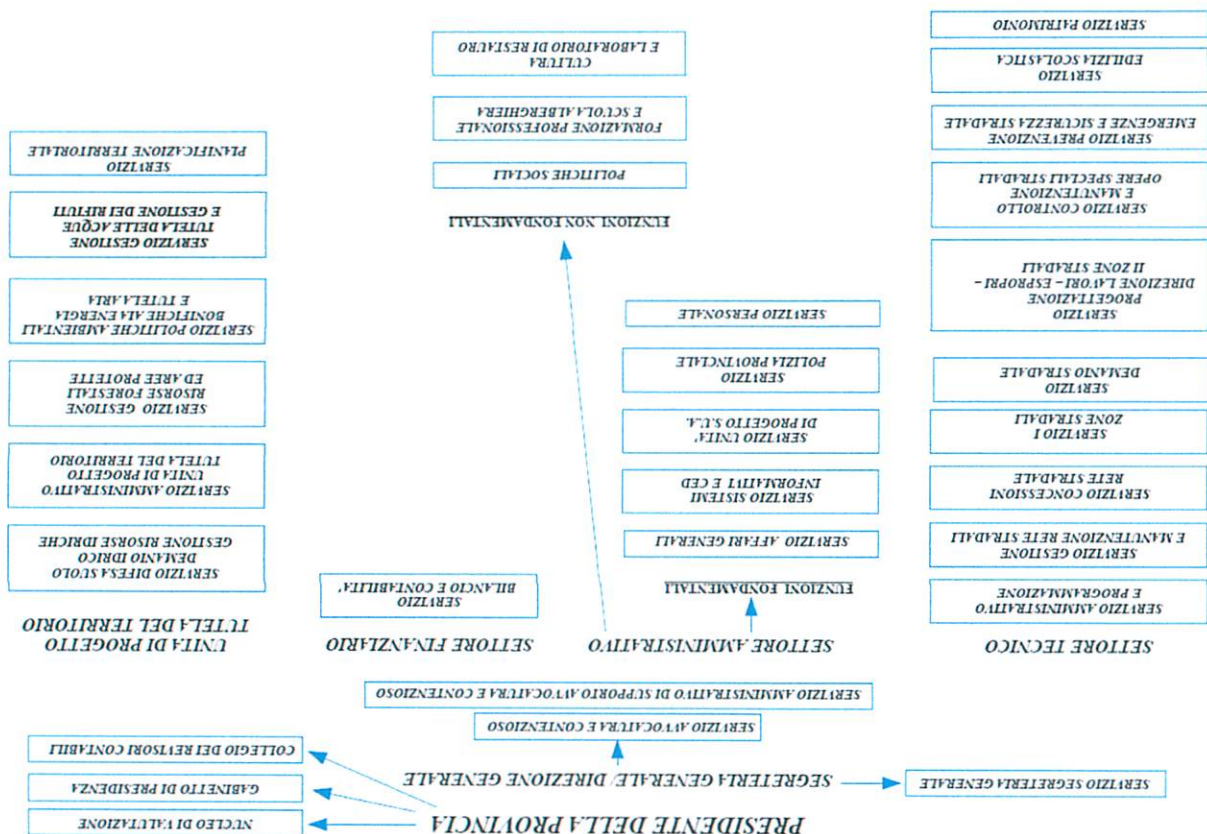 PRESIDENTE DELLA PROVINCIA
NUCLEO DI VALUTAZIONE
GABINETTO DI PRESIDENZA
COLLEGIO DEI REVISORI CONTABILI
SERVIZIO SEGRETERIA GENERALE
SEGRETERIA GENERALE/ DIREZIONE GENERALE
SERVIZIO AVVOCATURA E CONTENZIOSO
SERVIZIO AMMINISTRATIVO DI SUPPORTO AVVOCATURA E CONTENZIOSO
SETTORE TECNICO
SERVIZIO AMMINISTRATIVO
E PROGRAMMAZIONE
SERVIZIO GESTIONE
E MANUTENZIONE RETE STRADALI
SERVIZIO CONCESSIONI
RETE STRADALE
SERVIZIO I
ZONE STRADALI
SERVIZIO
DEMANIO STRADALE
SERVIZIO
PROGETTAZIONE
DIREZIONE LAVORI – ESPROPRI -
II ZONE STRADALI
SERVIZIO CONTROLLO
E MANUTENZIONE
OPERE SPECIALI STRADALI
SERVIZIO PREVENZIONE
EMERGENZE E SICUREZZA STRADALE
SERVIZIO
EDILIZIA SCOLASTICA
SERVIZIO PATRIMONIO
SETTORE AMMINISTRATIVO
FUNZIONI FONDAMENTALI
SERVIZIO AFFARI GENERALI
SERVIZIO SISTEMI
INFORMATIVI E CED
SERVIZIO UNITA'
DI PROGETTO S.U.A.
SERVIZIO
POLIZIA PROVINCIALE
SERVIZIO PERSONALE
FUNZIONI NON FONDAMENTALI
POLITICHE SOCIALI
FORMAZIONE PROFESSIONALE
E SCUOLA ALBERGHIERA
CULTURA
E LABORATORIO DI RESTAURO
SETTORE FINANZIARIO
SERVIZIO
BILANCIO E CONTABILITA'
UNITA DI PROGETTO
TUTELA DEL TERRITORIO
SERVIZIO DIFESA SUOLO
DEMANIO IDRICO
GESTIONE RISORSE IDRICHE
SERVIZIO AMMINISTRATIVO
UNITA DI PROGETTO
TUTELA DEL TERRITORIO
SERVIZIO GESTIONE
RISORSE FORESTALI
ED AREE PROTETTE
SERVIZIO POLITICHE AMBIENTALI
BONIFICHE AIA ENERGIA
E TUTELA ARIA
SERVIZIO GESTIONE
TUTELA DELLE ACQUE
E GESTIONE DEI RIFIUTI
SERVIZIO
PIANIFICAZIONE TERRITORIALE